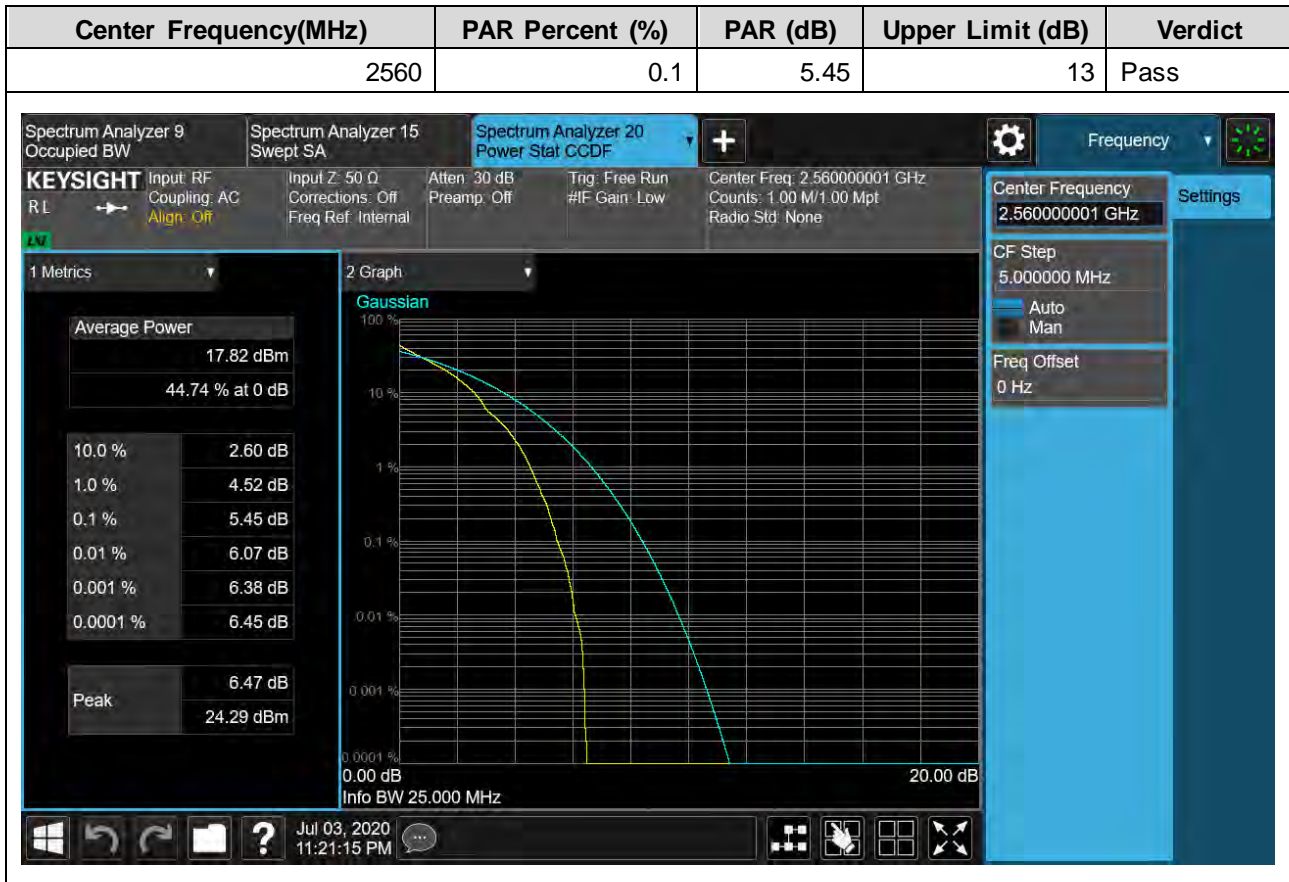 Center Frequency(MHz) PAR Percent (%) PAR (dB) Upper Limit (dB) Verdict
2560 0.1 5.45 13 Pass
Spectrum Analyzer 9
Occupied BW
Spectrum Analyzer 15
Swept SA
Spectrum Analyzer 20
Power Stat CCDF
Frequency
KEYSIGHT
RL
LXI
Input: RF
Coupling: AC
Align: Off
Input Z: 50 Ω
Corrections: Off
Freq Ref: Internal
Atten: 30 dB
Preamp: Off
Trig: Free Run
#IF Gain: Low
Center Freq: 2.560000001 GHz
Counts: 1.00 M/1.00 Mpt
Radio Std: None
Center Frequency
2.560000001 GHz
Settings
CF Step
5.000000 MHz
Auto
Man
Freq Offset
0 Hz
1 Metrics
Average Power
17.82 dBm
44.74 % at 0 dB
10.0 % 2.60 dB
1.0 % 4.52 dB
0.1 % 5.45 dB
0.01 % 6.07 dB
0.001 % 6.38 dB
0.0001 % 6.45 dB
Peak
6.47 dB
24.29 dBm
2 Graph
Gaussian
100 %
10 %
1 %
0.1 %
0.01 %
0.001 %
0.0001 %
0.00 dB 20.00 dB
Info BW 25.000 MHz
?
Jul 03, 2020
11:21:15 PM